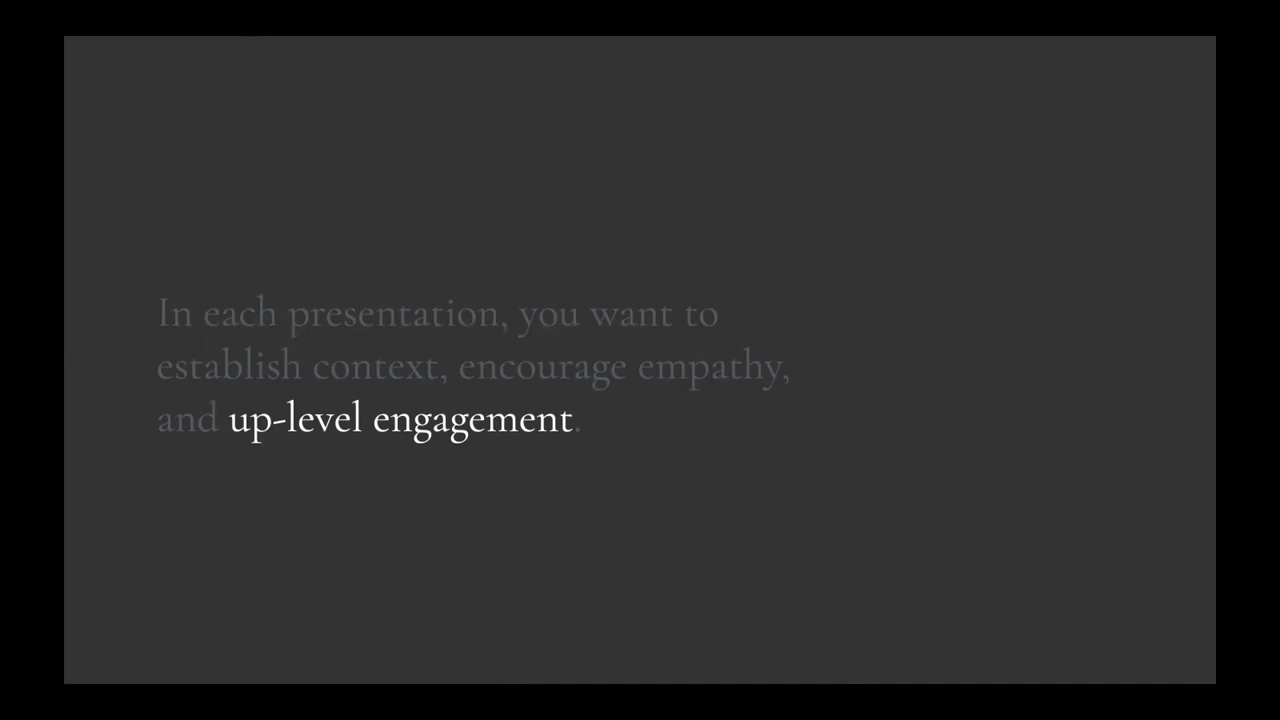 In each presentation, you want to
establish context, encourage empathy,
and up-level engagement.